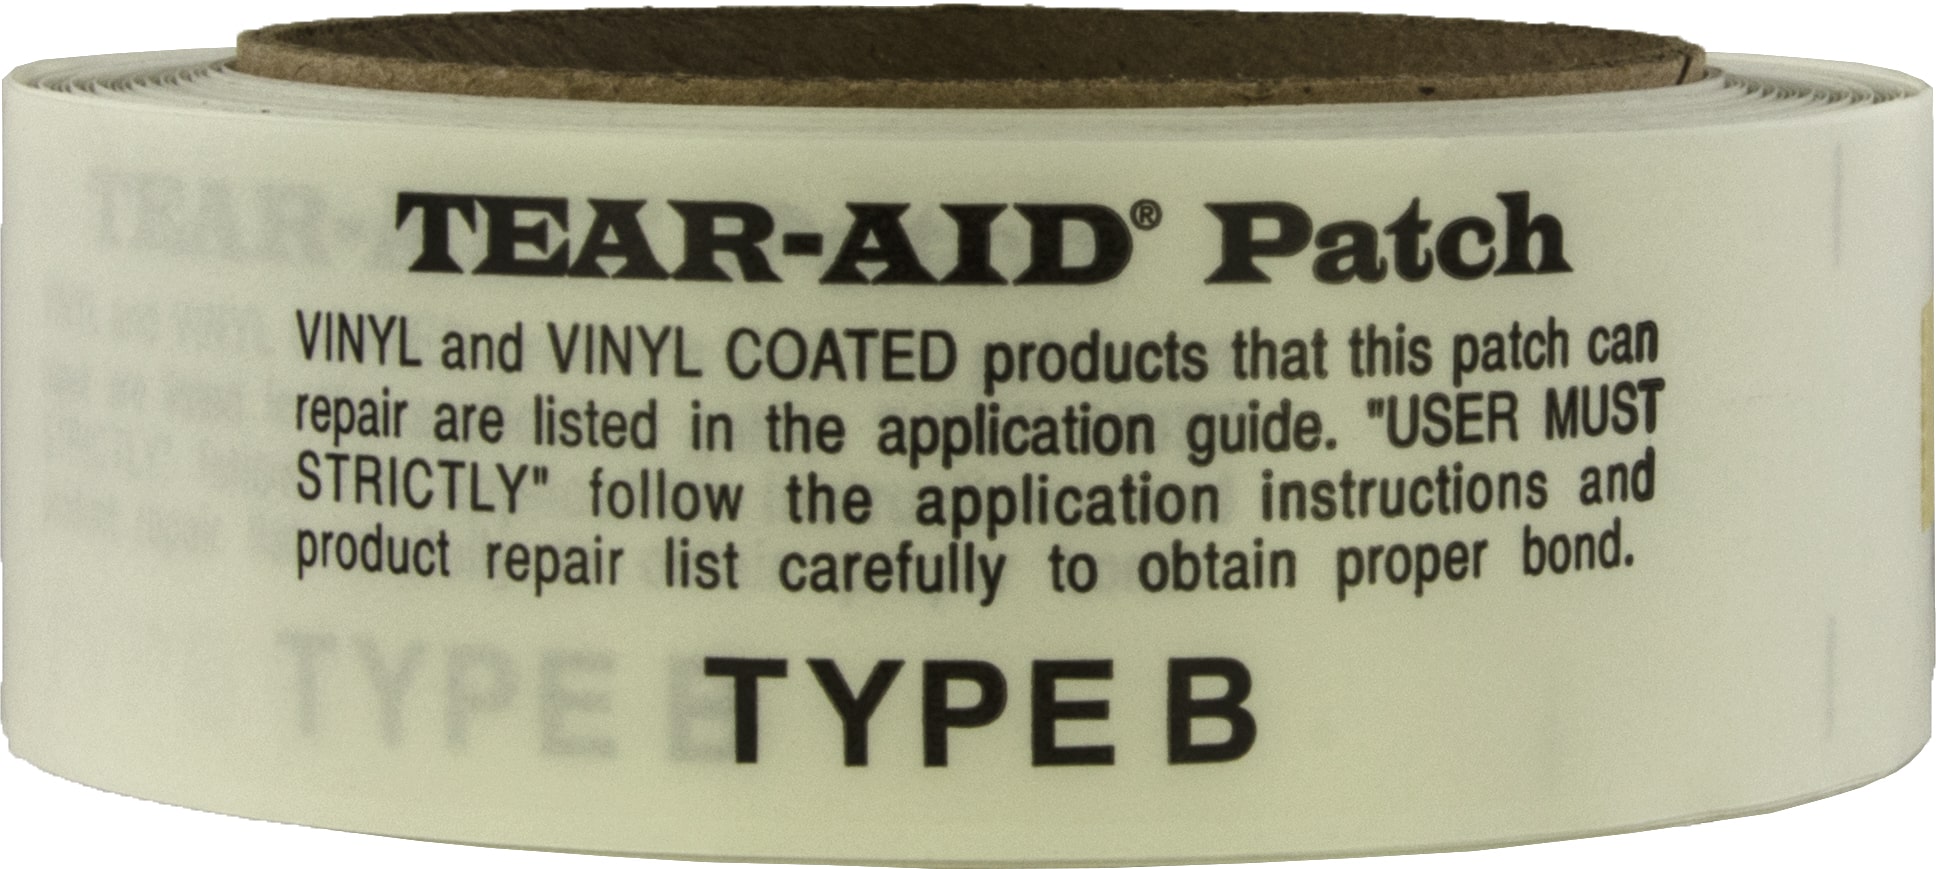 TEAR-AID® Patch
VINYL and VINYL COATED products that this patch can
repair are listed in the application guide. "USER MUST
STRICTLY" follow the application instructions and
product repair list carefully to obtain proper bond.
TYPE B